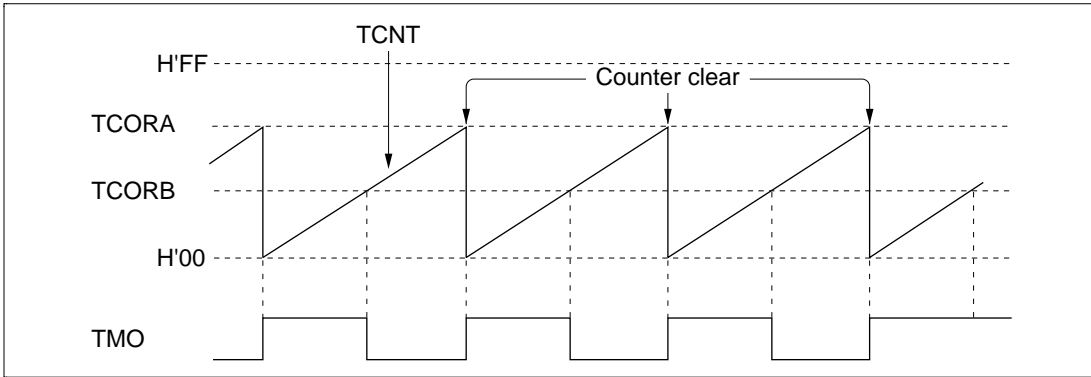 TCNT
H'FF
Counter clear
TCORA
TCORB
H'00
TMO